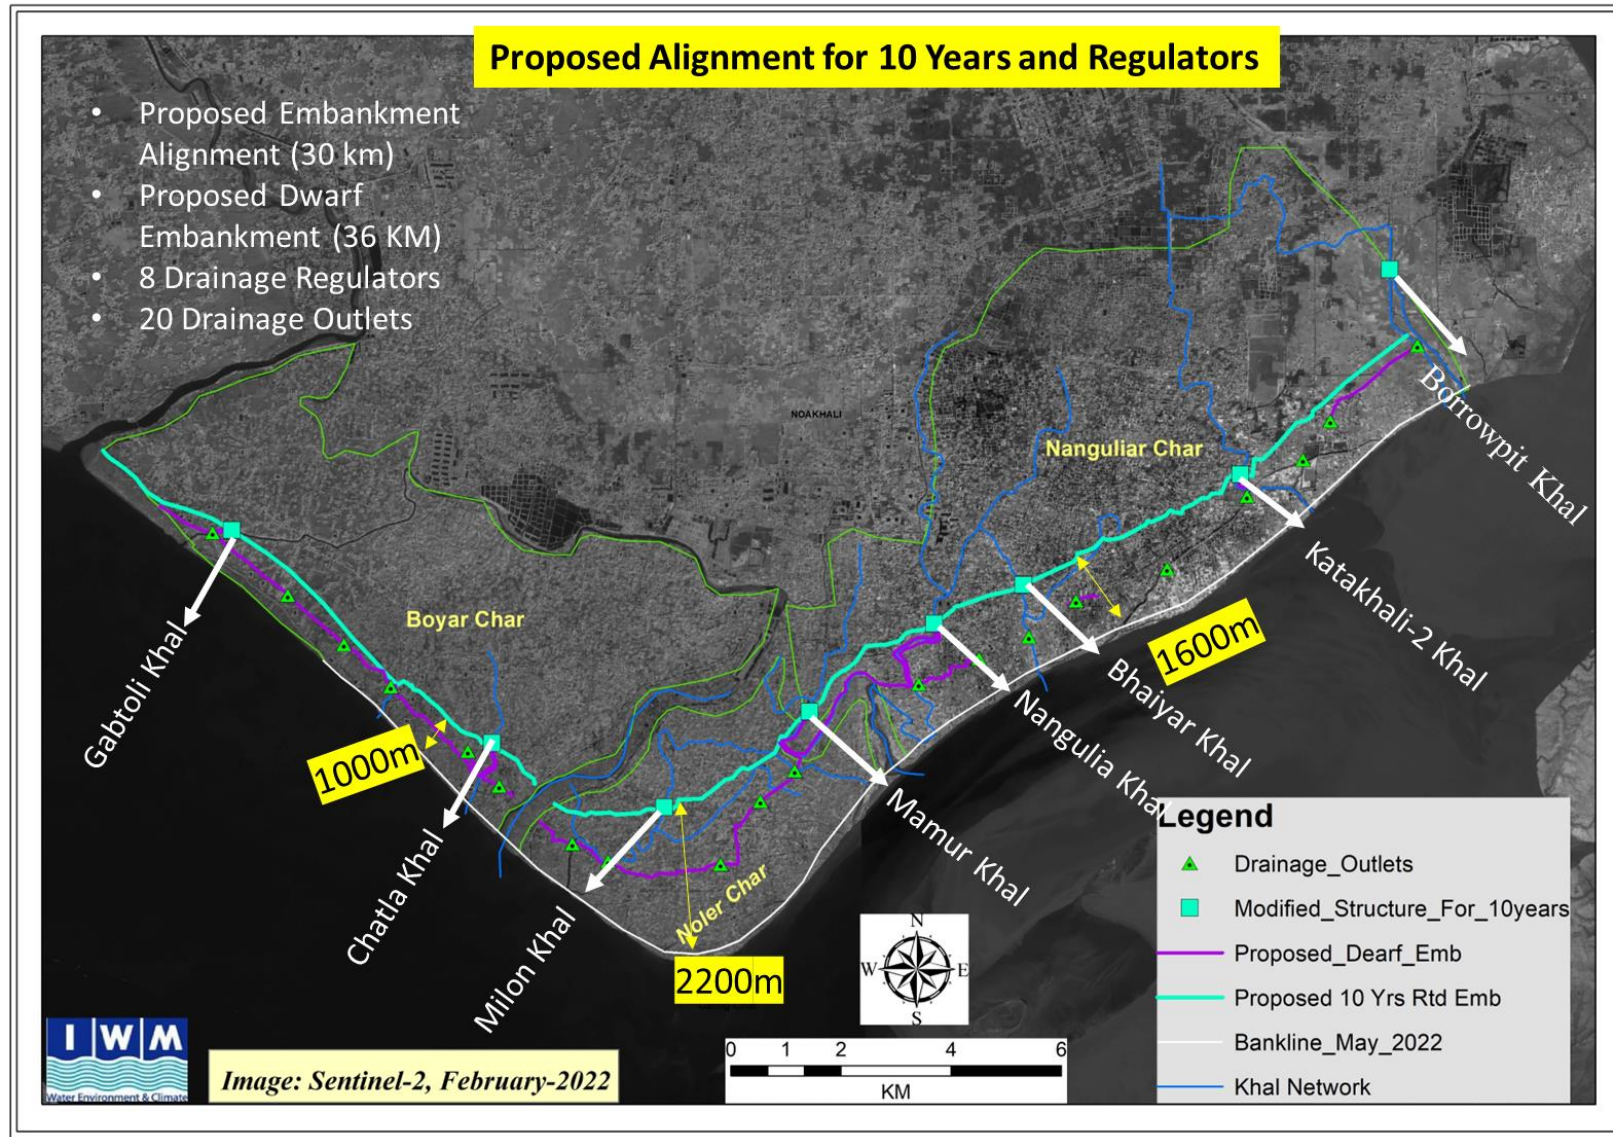 Proposed Alignment for 10 Years and Regulators
• Proposed Embankment
Alignment (30 km)
• Proposed Dwarf
Embankment (36 KM)
• 8 Drainage Regulators
• 20 Drainage Outlets
NOAKHALI
Nanguliar Char
Boyar Char
Noler Char
Borrowpit Khal
Katakhali-2 Khal
1600m
Bhaiyar Khal
Nangulia Khal
Mamur Khal
Gabtoli Khal
1000m
Chatla Khal
Milon Khal
2200m
N
W E
S
0 1 2 4 6
KM
Legend
Drainage_Outlets
Modified_Structure_For_10years
Proposed_Dearf_Emb
Proposed 10 Yrs Rtd Emb
Bankline_May_2022
Khal Network
IWM
Water Environment & Climate
Image: Sentinel-2, February-2022